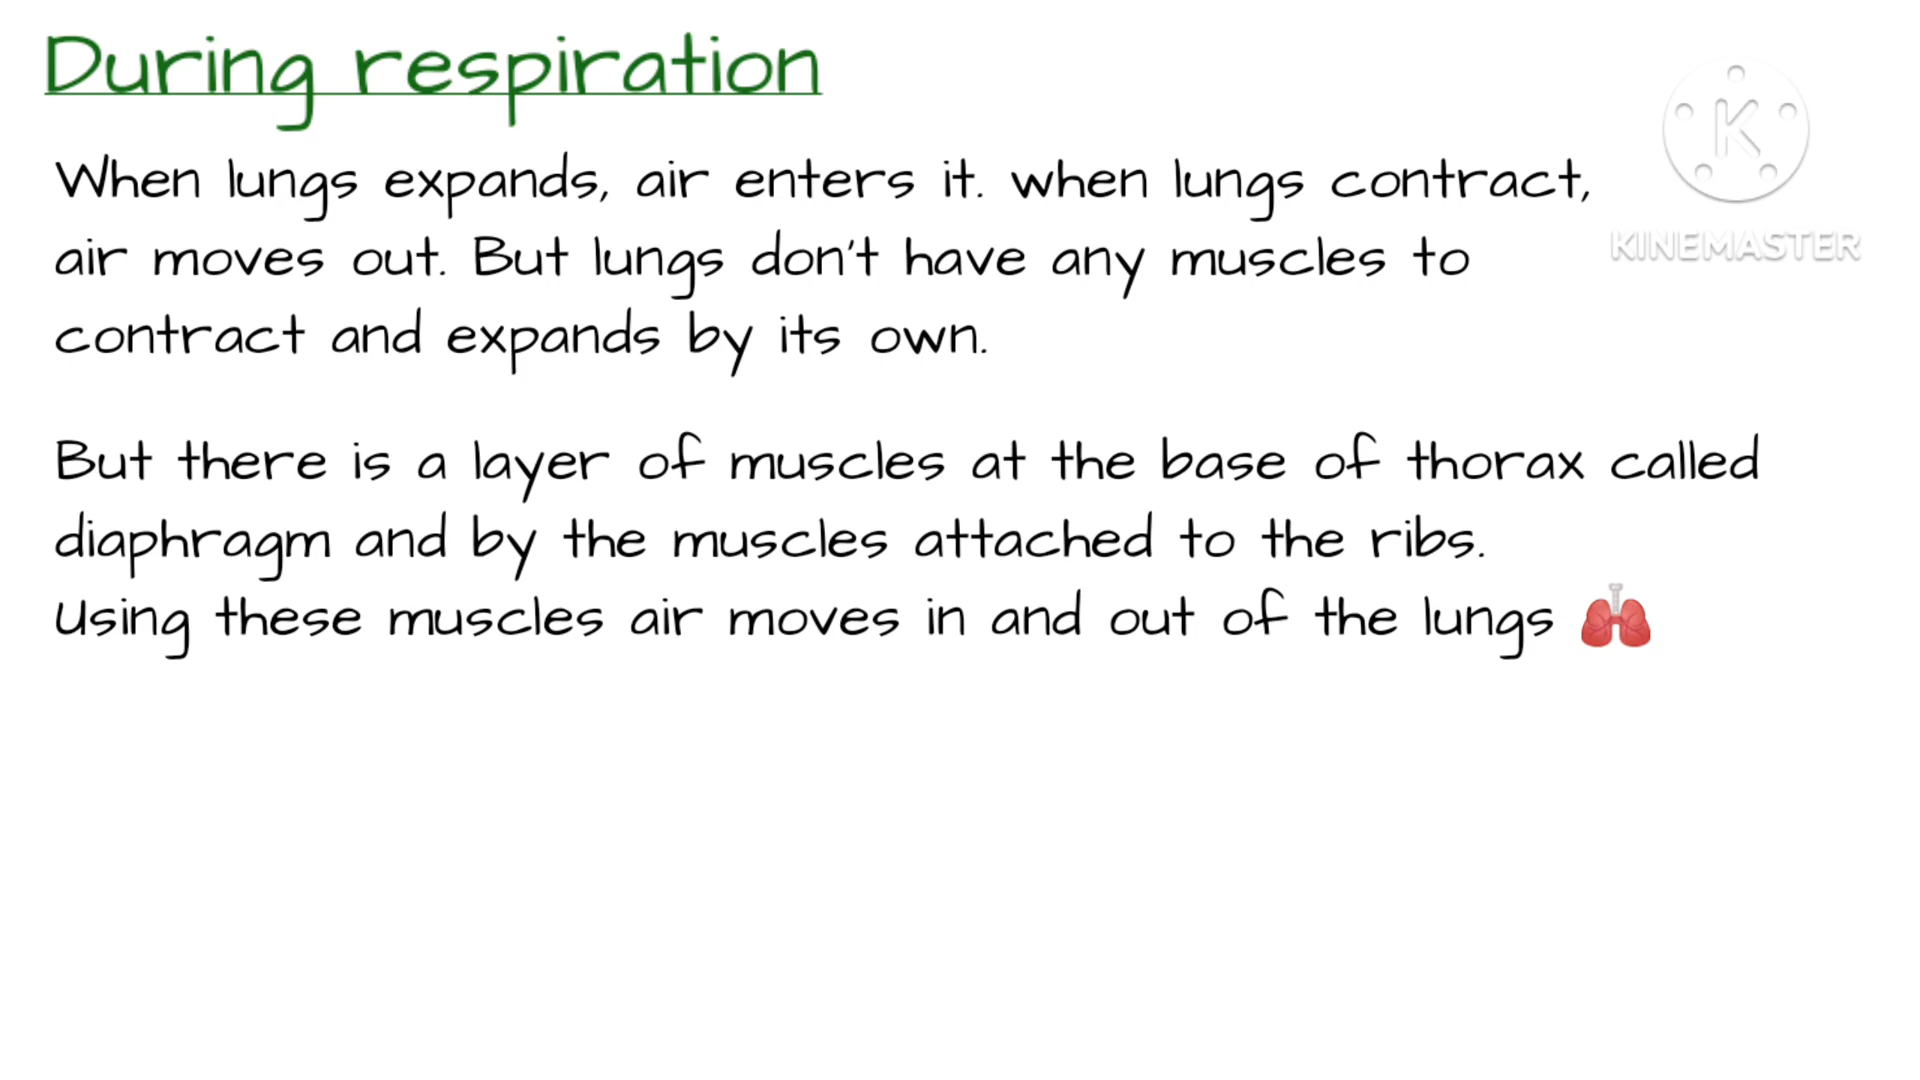 During respiration
When lungs expands, air enters it. when lungs contract,
air moves out. But lungs don't have any muscles to
contract and expands by its own.
But there is a layer of muscles at the base of thorax called
diaphragm and by the muscles attached to the ribs.
Using these muscles air moves in and out of the lungs 🫁
K
KINEMASTER